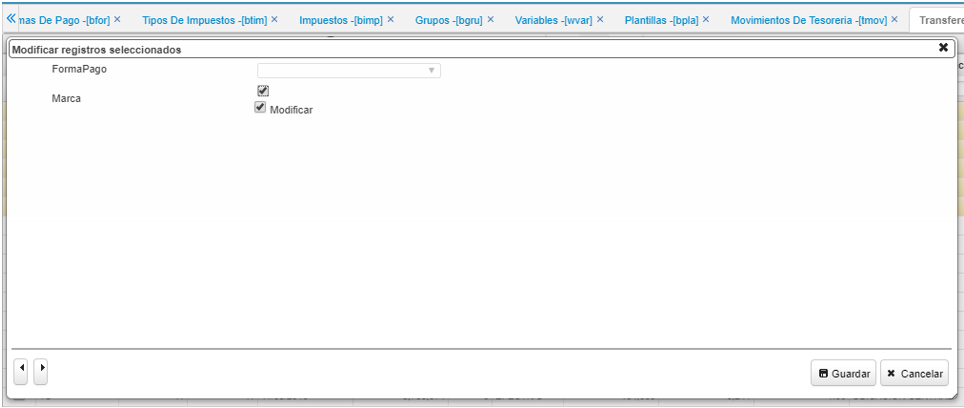 nas De Pago -[bfor] × Tipos De Impuestos -[btim] × Impuestos -[bimp] × Grupos -[bgru] × Variables -[wvar] × Plantillas -[bpla] × Movimientos De Tesoreria -[tmov] × Transfere
Modificar registros seleccionados
FormaPago
Marca
Modificar
Guardar Cancelar